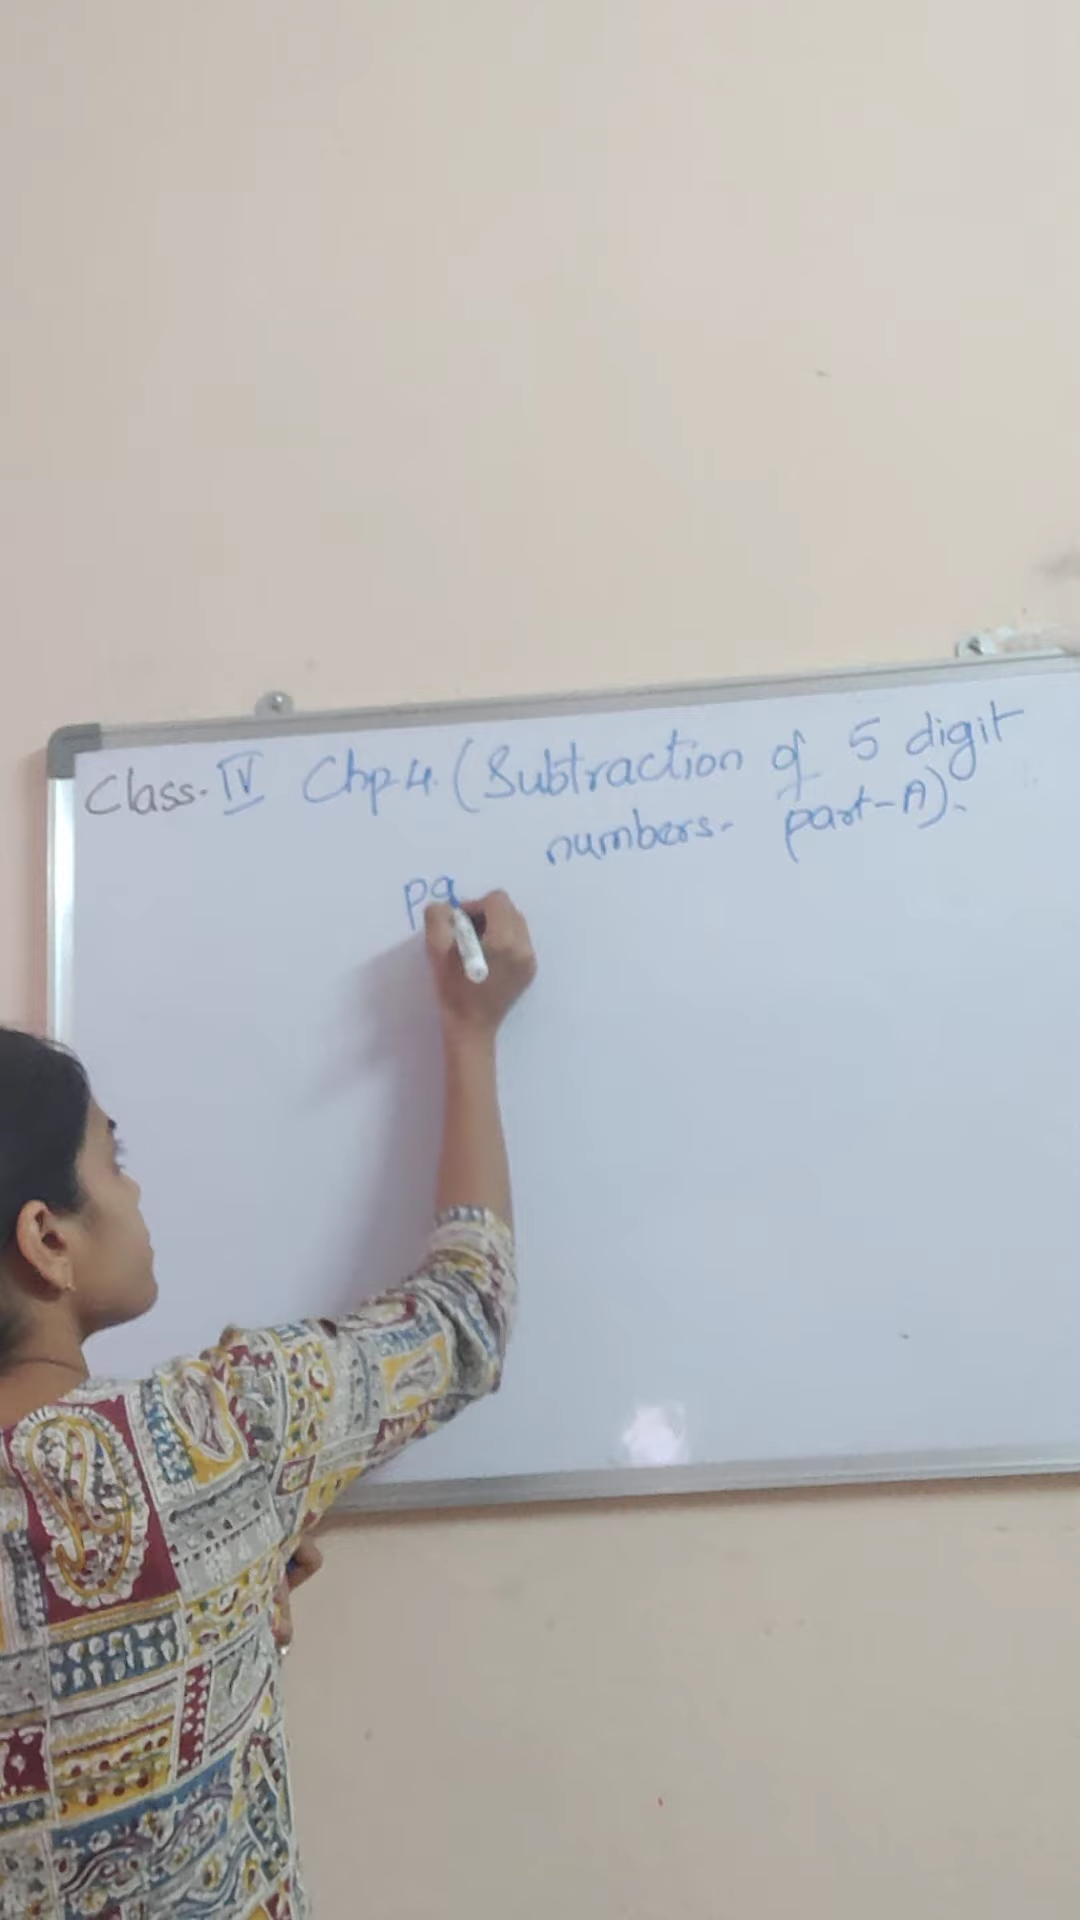 Class. IV Chp. 4. (Subtraction of 5 digit
numbers. part-A).
Pg